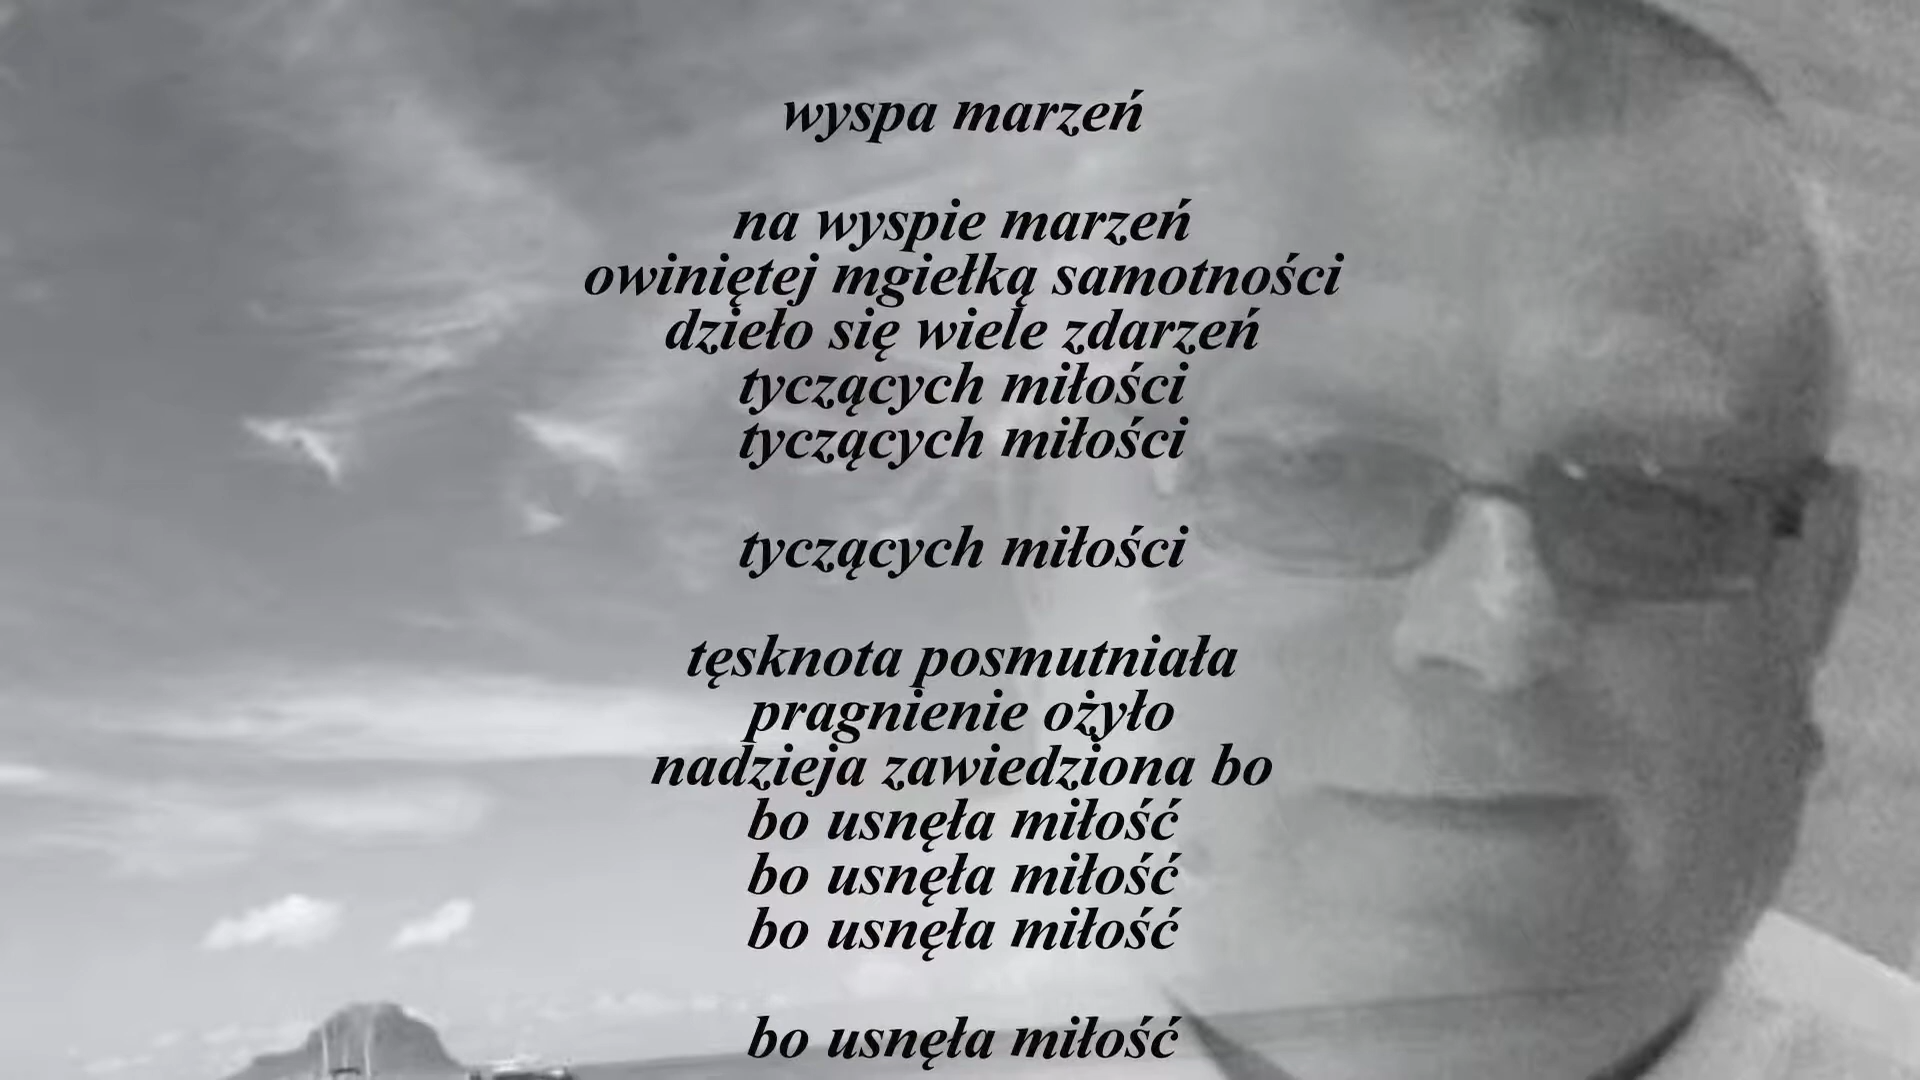 wyspa marzeń
na wyspie marzeń
owiniętej mgiełką samotności
dzieło się wiele zdarzeń
tyczących miłości
tyczących miłości
tyczących miłości
tęsknota posmutniała
pragnienie ożyło
nadzieja zawiedziona bo
bo usnęła miłość
bo usnęła miłość
bo usnęła miłość
bo usnęła miłość